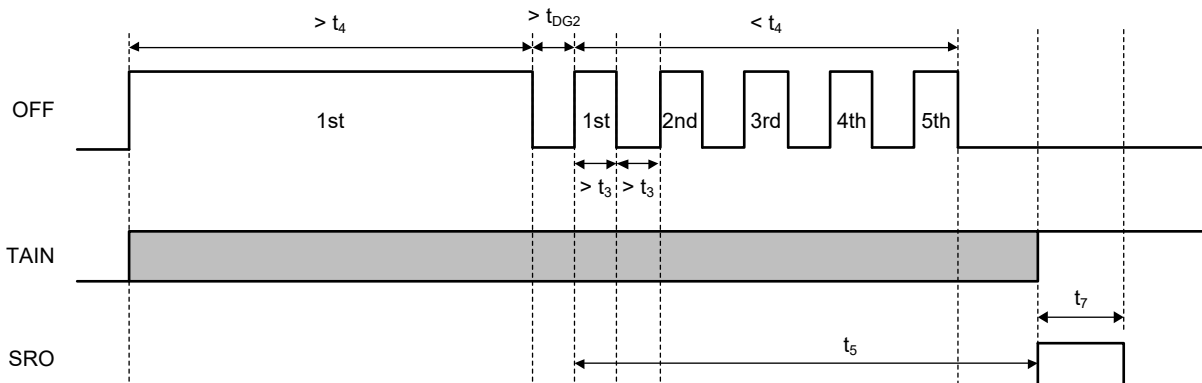 > t4 > tDG2 < t4
OFF 1st 1st 2nd 3rd 4th 5th
> t3 > t3
TAIN
t7
SRO t5